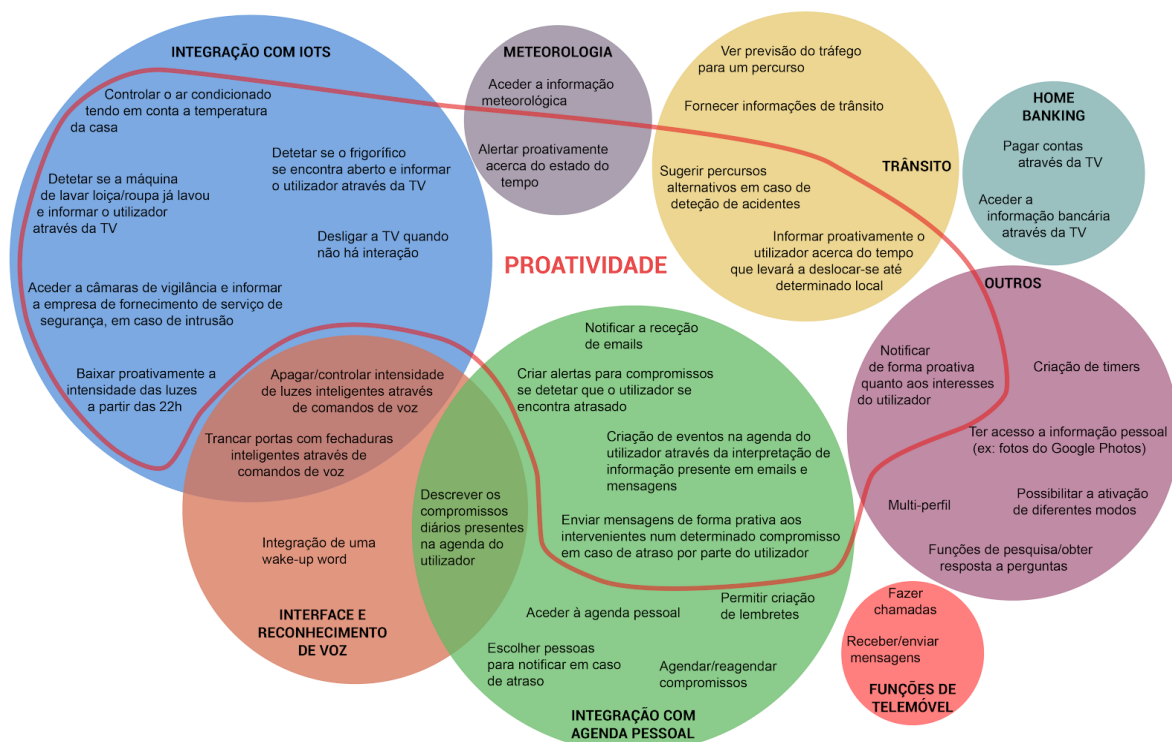 INTEGRAÇÃO COM IOTS
Controlar o ar condicionado
tendo em conta a temperatura
da casa
Detetar se o frigorífico
se encontra aberto e informar
o utilizador através da TV
Detetar se a máquina
de lavar loiça/roupa já lavou
e informar o utilizador
através da TV
Desligar a TV quando
não há interação
Aceder a câmaras de vigilância e informar
a empresa de fornecimento de serviço de
segurança, em caso de intrusão
Baixar proativamente a
intensidade das luzes
a partir das 22h
Apagar/controlar intensidade
de luzes inteligentes através
de comandos de voz
Trancar portas com fechaduras
inteligentes através de
comandos de voz
Integração de uma
wake-up word
INTERFACE E
RECONHECIMENTO
DE VOZ
METEOROLOGIA
Aceder a informação
meteorológica
Alertar proativamente
acerca do estado do
tempo
PROATIVIDADE
Ver previsão do tráfego
para um percurso
Fornecer informações de trânsito
TRÂNSITO
Sugerir percursos
alternativos em caso de
deteção de acidentes
Informar proativamente o
utilizador acerca do tempo
que levará a deslocar-se até
determinado local
HOME
BANKING
Pagar contas
através da TV
Aceder a
informação bancária
através da TV
Notificar a receção
de emails
Criar alertas para compromissos
se detetar que o utilizador se
encontra atrasado
Criação de eventos na agenda do
utilizador através da interpretação de
informação presente em emails e
mensagens
Descrever os
compromissos
diários presentes
na agenda do
utilizador
Enviar mensagens de forma prativa aos
intervenientes num determinado compromisso
em caso de atraso por parte do utilizador
Aceder à agenda pessoal
Permitir criação
de lembretes
Escolher pessoas
para notificar em caso
de atraso
Agendar/reagendar
compromissos
INTEGRAÇÃO COM
AGENDA PESSOAL
OUTROS
Notificar
de forma proativa
quanto aos interesses
do utilizador
Criação de timers
Ter acesso a informação pessoal
(ex: fotos do Google Photos)
Multi-perfil
Possibilitar a ativação
de diferentes modos
Funções de pesquisa/obter
resposta a perguntas
Fazer
chamadas
Receber/enviar
mensagens
FUNÇÕES DE
TELEMÓVEL